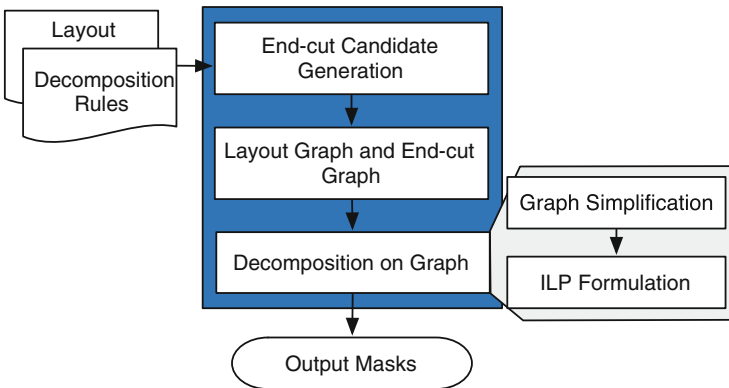 Layout
Decomposition
Rules
End-cut Candidate
Generation
Layout Graph and End-cut
Graph
Decomposition on Graph
Graph Simplification
ILP Formulation
Output Masks